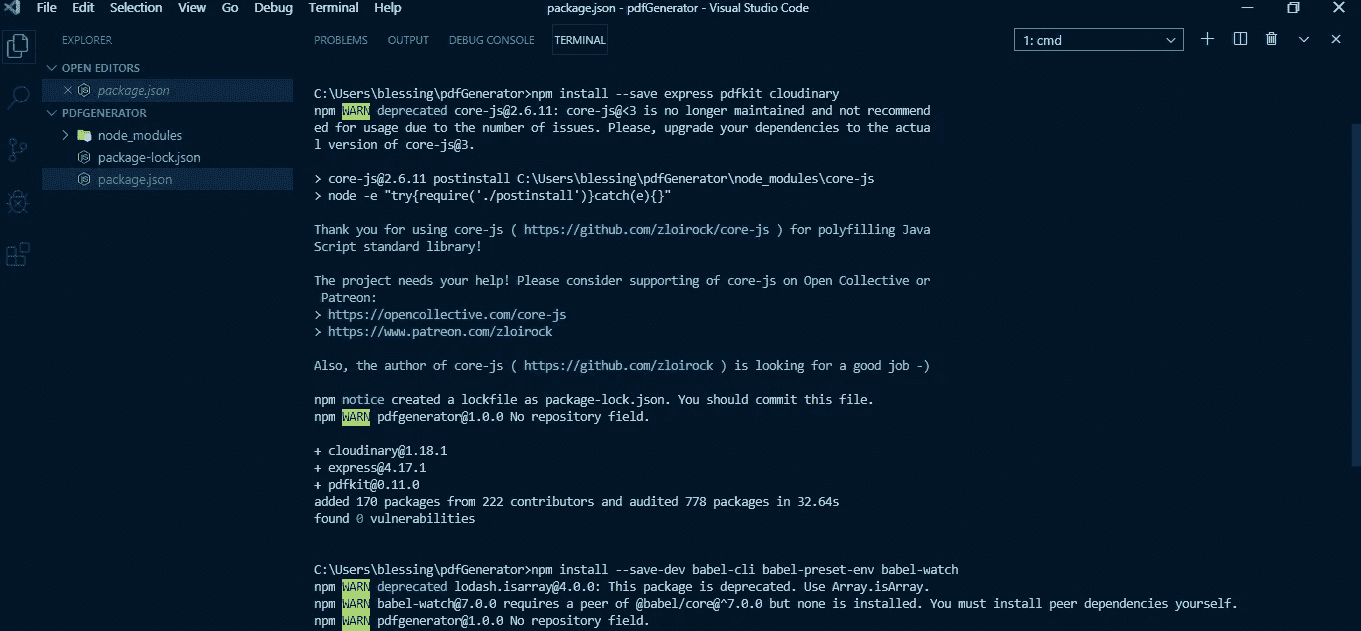 File Edit Selection View Go Debug Terminal Help package.json - pdfGenerator - Visual Studio Code
EXPLORER
OPEN EDITORS
package.json
PDFGENERATOR
node_modules
package-lock.json
package.json
PROBLEMS OUTPUT DEBUG CONSOLE TERMINAL 1: cmd
C:\Users\blessing\pdfGenerator>npm install --save express pdfkit cloudinary
npm WARN deprecated core-js@2.6.11: core-js@<3 is no longer maintained and not recommend
ed for usage due to the number of issues. Please, upgrade your dependencies to the actua
l version of core-js@3.
> core-js@2.6.11 postinstall C:\Users\blessing\pdfGenerator\node_modules\core-js
> node -e "try{require('./postinstall')}catch(e){}"
Thank you for using core-js ( https://github.com/zloirock/core-js ) for polyfilling Java
Script standard library!
The project needs your help! Please consider supporting of core-js on Open Collective or
Patreon:
> https://opencollective.com/core-js
> https://www.patreon.com/zloirock
Also, the author of core-js ( https://github.com/zloirock ) is looking for a good job -)
npm notice created a lockfile as package-lock.json. You should commit this file.
npm WARN pdfgenerator@1.0.0 No repository field.
+ cloudinary@1.18.1
+ express@4.17.1
+ pdfkit@0.11.0
added 170 packages from 222 contributors and audited 778 packages in 32.64s
found 0 vulnerabilities
C:\Users\blessing\pdfGenerator>npm install --save-dev babel-cli babel-preset-env babel-watch
npm WARN deprecated lodash.isarray@4.0.0: This package is deprecated. Use Array.isArray.
npm WARN babel-watch@7.0.0 requires a peer of @babel/core@^7.0.0 but none is installed. You must install peer dependencies yourself.
npm WARN pdfgenerator@1.0.0 No repository field.